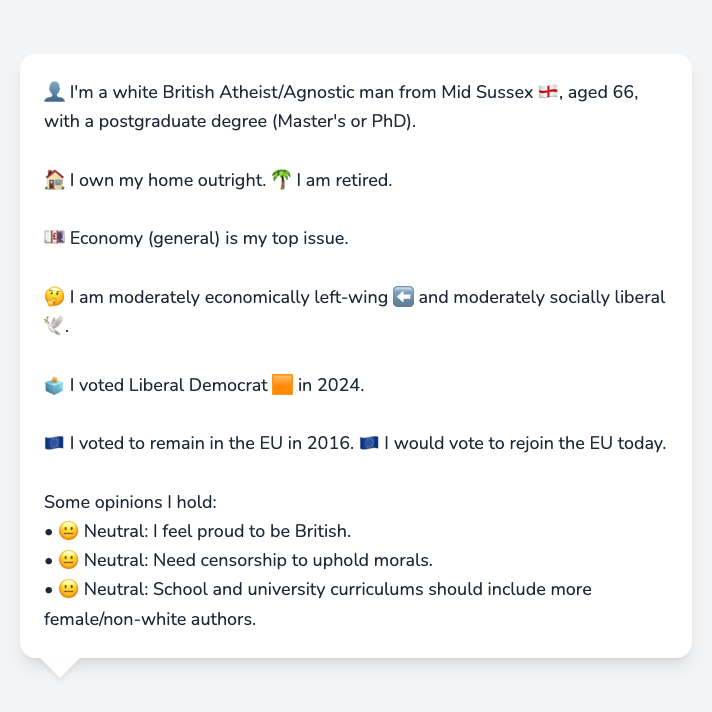 👤 I'm a white British Atheist/Agnostic man from Mid Sussex 🏴󠁧󠁢󠁥󠁮󠁧󠁿, aged 66,
with a postgraduate degree (Master's or PhD).
🏠 I own my home outright. 🌴 I am retired.
💷 Economy (general) is my top issue.
🤔 I am moderately economically left-wing ⬅️ and moderately socially liberal
🕊️.
🗳️ I voted Liberal Democrat 🟧 in 2024.
🇪🇺 I voted to remain in the EU in 2016. 🇪🇺 I would vote to rejoin the EU today.
Some opinions I hold:
• 😐 Neutral: I feel proud to be British.
• 😐 Neutral: Need censorship to uphold morals.
• 😐 Neutral: School and university curriculums should include more
female/non-white authors.